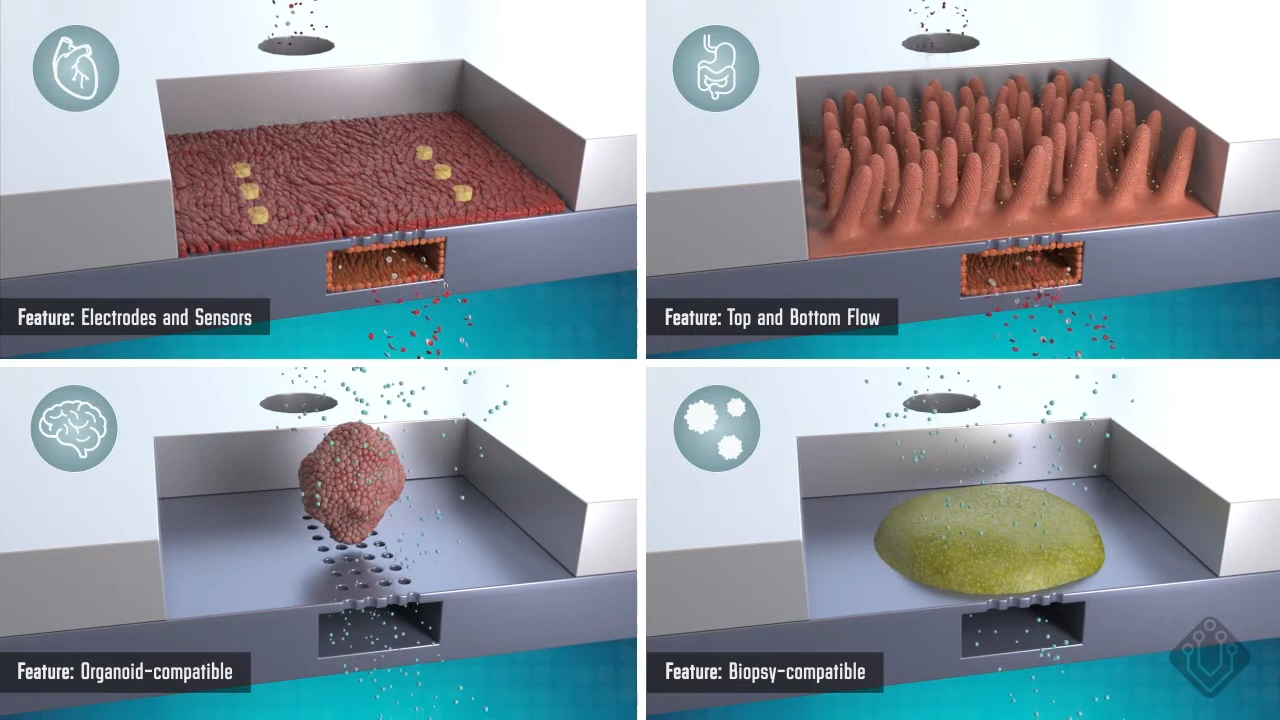 Feature: Electrodes and Sensors
Feature: Top and Bottom Flow
Feature: Organoid-compatible
Feature: Biopsy-compatible